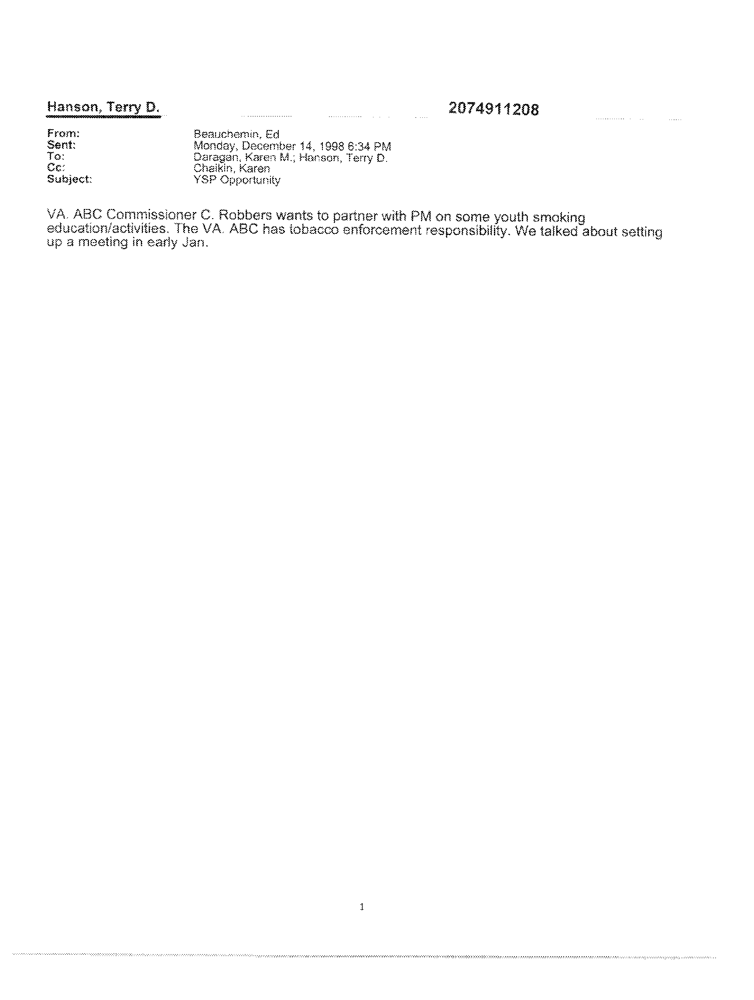 Hanson, Terry D. 2074911208
From: Beauchemin, Ed
Sent: Monday, December 14, 1998 6:34 PM
To: Daragan, Karen M.; Hanson, Terry D.
Cc: Chaikin, Karen
Subject: YSP Opportunity
VA. ABC Commissioner C. Robbers wants to partner with PM on some youth smoking
education/activities. The VA. ABC has tobacco enforcement responsibility. We talked about setting
up a meeting in early Jan.
1